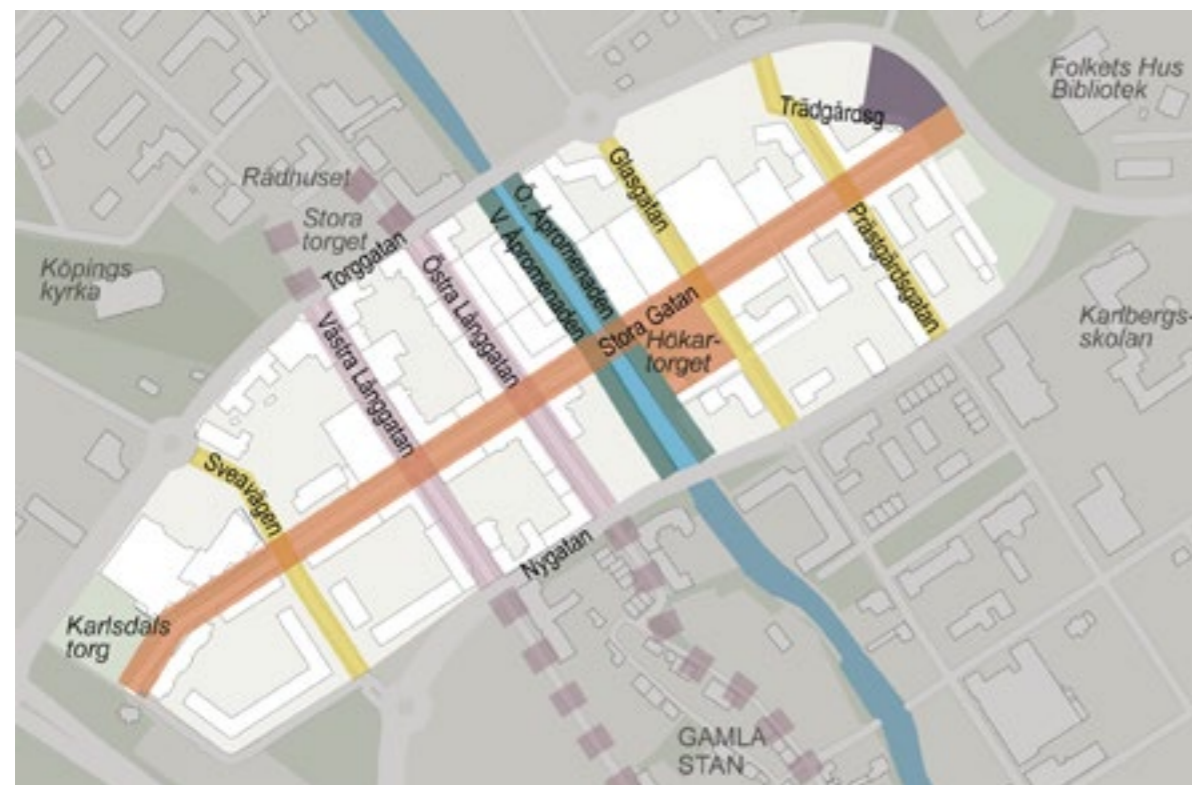 Folkets Hus
Bibliotek
Trädgårdsg
Glasgatan
Rådhuset
Ö. Åpromenaden
V. Åpromenaden
Prästgårdsgatan
Stora
torget
Torggatan
Östra Långgatan
Köpings
kyrka
Stora Gatan
Hökar-
torget
Karlbergs-
skolan
Västra Långgatan
Sveavägen
Nygatan
Karlsdals
torg
GAMLA
STAN